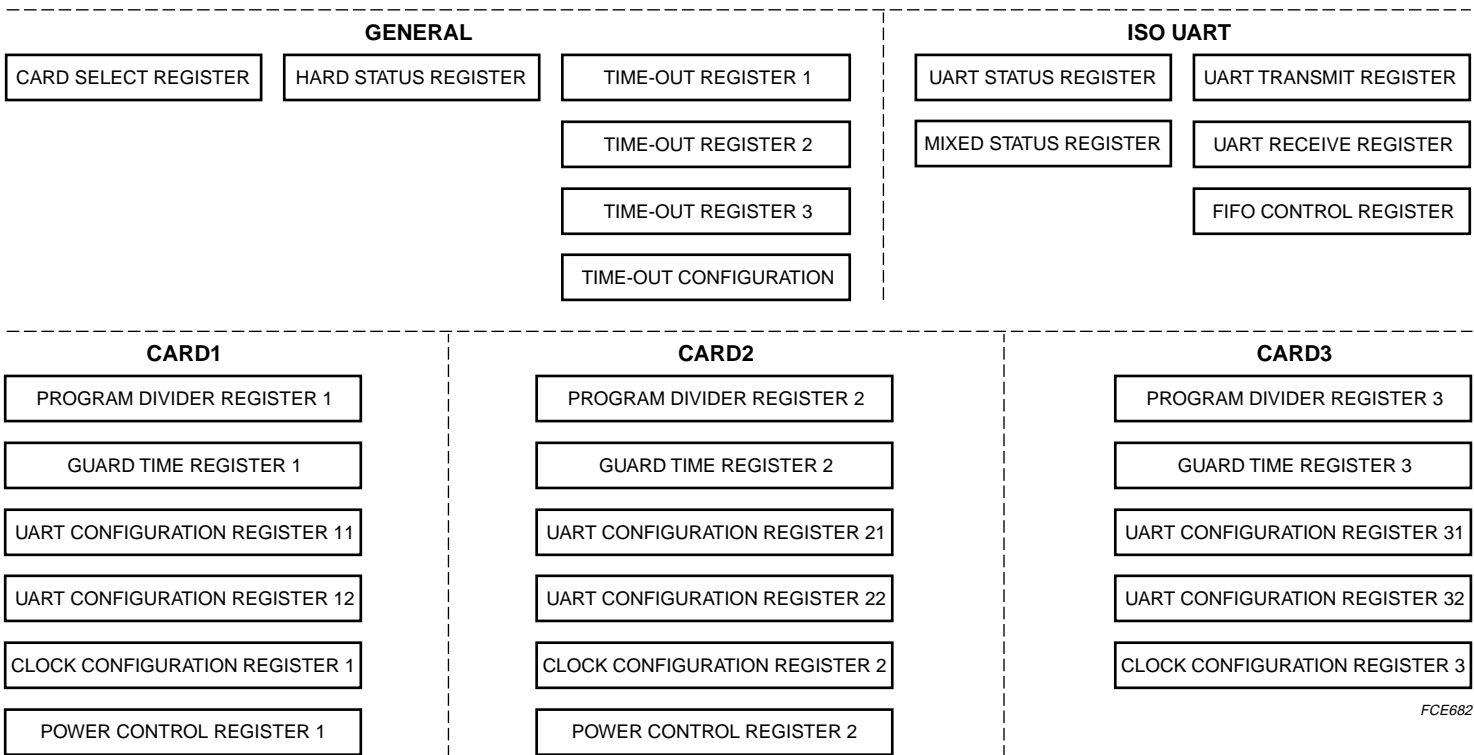 GENERAL
CARD SELECT REGISTER
HARD STATUS REGISTER
TIME-OUT REGISTER 1
TIME-OUT REGISTER 2
TIME-OUT REGISTER 3
TIME-OUT CONFIGURATION
ISO UART
UART STATUS REGISTER
UART TRANSMIT REGISTER
MIXED STATUS REGISTER
UART RECEIVE REGISTER
FIFO CONTROL REGISTER
CARD1
PROGRAM DIVIDER REGISTER 1
GUARD TIME REGISTER 1
UART CONFIGURATION REGISTER 11
UART CONFIGURATION REGISTER 12
CLOCK CONFIGURATION REGISTER 1
POWER CONTROL REGISTER 1
CARD2
PROGRAM DIVIDER REGISTER 2
GUARD TIME REGISTER 2
UART CONFIGURATION REGISTER 21
UART CONFIGURATION REGISTER 22
CLOCK CONFIGURATION REGISTER 2
POWER CONTROL REGISTER 2
CARD3
PROGRAM DIVIDER REGISTER 3
GUARD TIME REGISTER 3
UART CONFIGURATION REGISTER 31
UART CONFIGURATION REGISTER 32
CLOCK CONFIGURATION REGISTER 3
FCE682